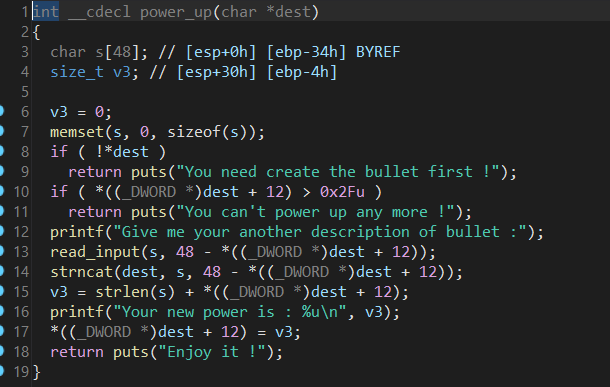 1 int __cdecl power_up(char *dest)
2 {
3   char s[48]; // [esp+0h] [ebp-34h] BYREF
4   size_t v3; // [esp+30h] [ebp-4h]
5
6   v3 = 0;
7   memset(s, 0, sizeof(s));
8   if ( !*dest )
9     return puts("You need create the bullet first !");
10   if ( *((_DWORD *)dest + 12) > 0x2Fu )
11     return puts("You can't power up any more !");
12   printf("Give me your another description of bullet :");
13   read_input(s, 48 - *((_DWORD *)dest + 12));
14   strncat(dest, s, 48 - *((_DWORD *)dest + 12));
15   v3 = strlen(s) + *((_DWORD *)dest + 12);
16   printf("Your new power is : %u\n", v3);
17   *((_DWORD *)dest + 12) = v3;
18   return puts("Enjoy it !");
19 }